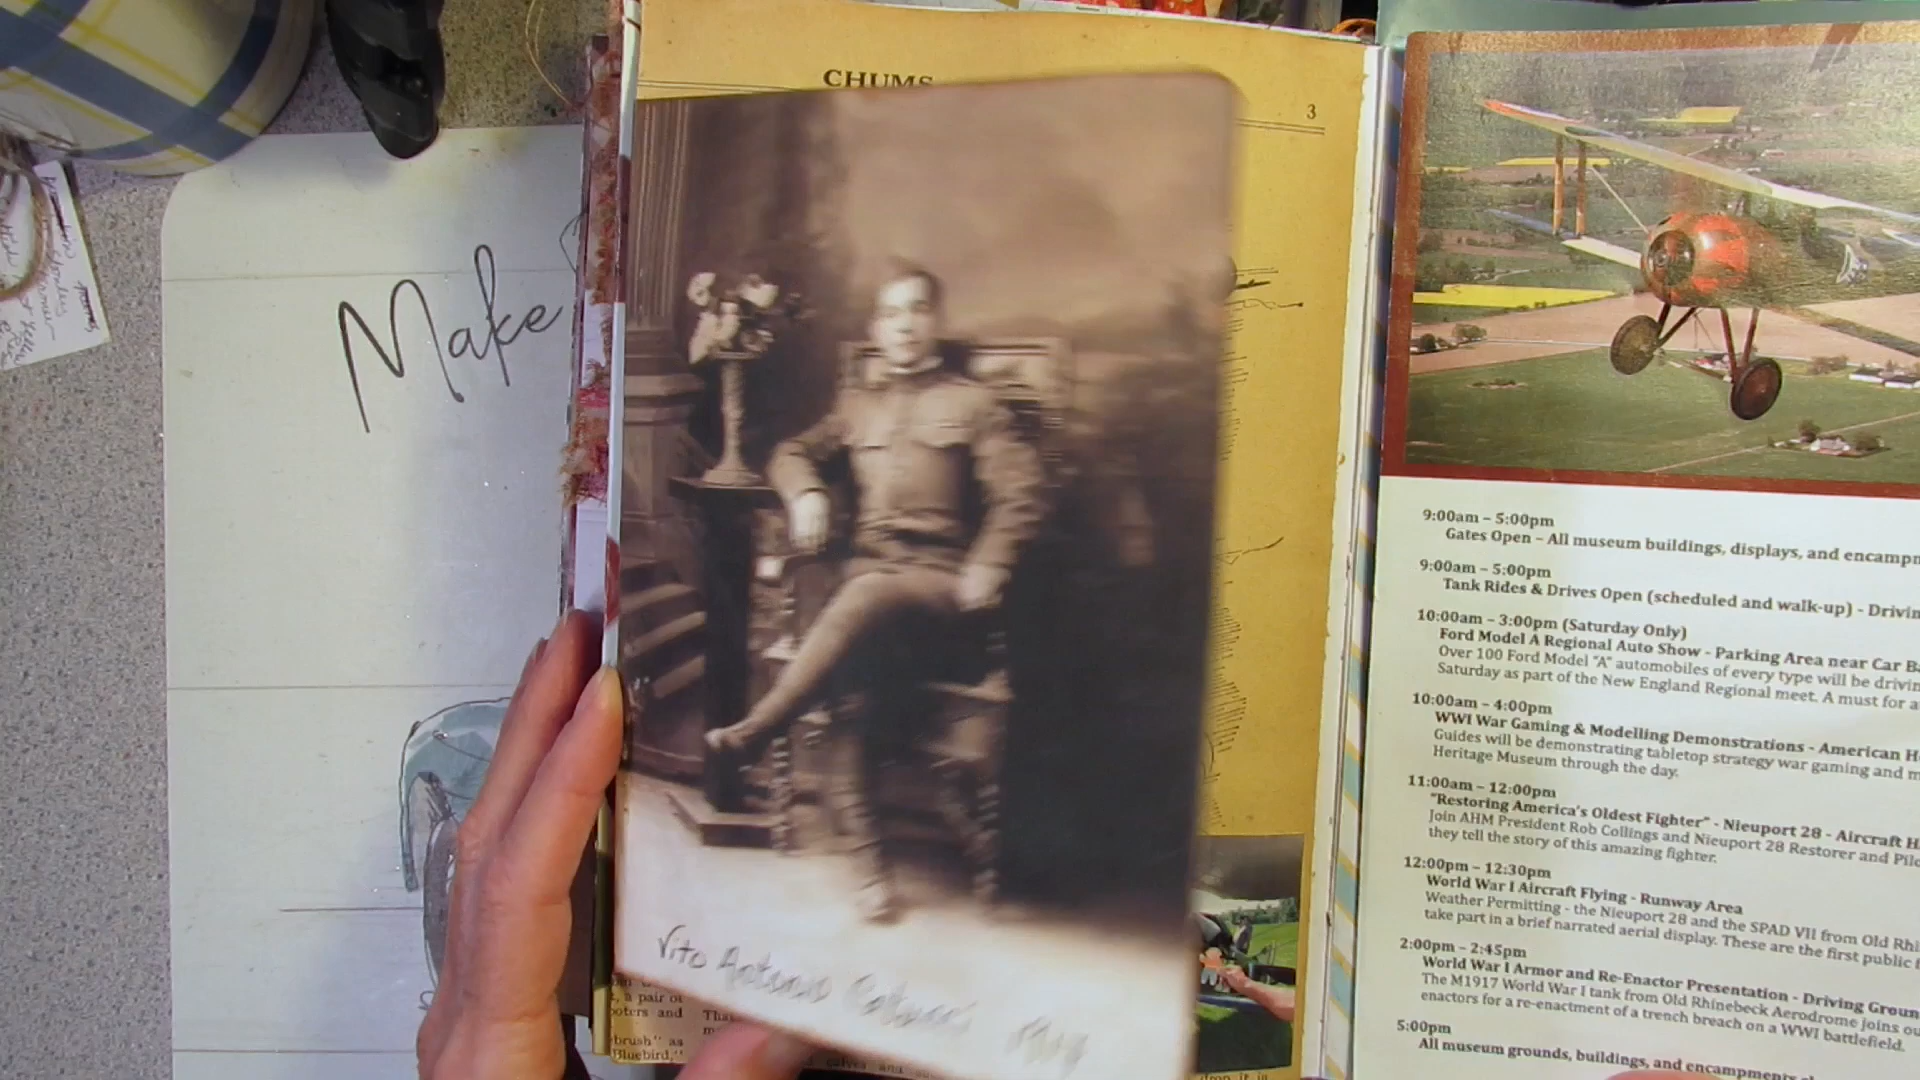 Make
CHUMS
3
Vito Antonio
9:00am – 5:00pm
Gates Open – All museum buildings, displays, and
9:00am – 5:00pm
Tank Rides & Drives Open (scheduled and walk-up) -
10:00am – 3:00pm (Saturday Only)
Ford Model A Regional Auto Show - Parking Area near Car
Over 100 Ford Model "A" automobiles of every type will be
Saturday as part of the New England Regional meet. A must for
10:00am – 4:00pm
WWI War Gaming & Modelling Demonstrations - American
Guides will be demonstrating tabletop strategy war gaming and
Heritage Museum through the day.
11:00am – 12:00pm
"Restoring America's Oldest Fighter" - Nieuport 28 - Aircraft
Join AHM President Rob Collings and Nieuport 28 Restorer and
they tell the story of this amazing fighter.
12:00pm – 12:30pm
World War I Aircraft Flying - Runway Area
Weather Permitting - the Nieuport 28 and the SPAD VII from Old
take part in a brief narrated aerial display. These are the first public
2:00pm – 2:45pm
World War I Armor and Re-Enactor Presentation - Driving
The M1917 World War I tank from Old Rhinebeck Aerodrome joins
enactors for a re-enactment of a trench breach on a WWI battlefield.
5:00pm
All museum grounds, buildings, and encampments
a pair of
and
brush" as
Bluebird,"